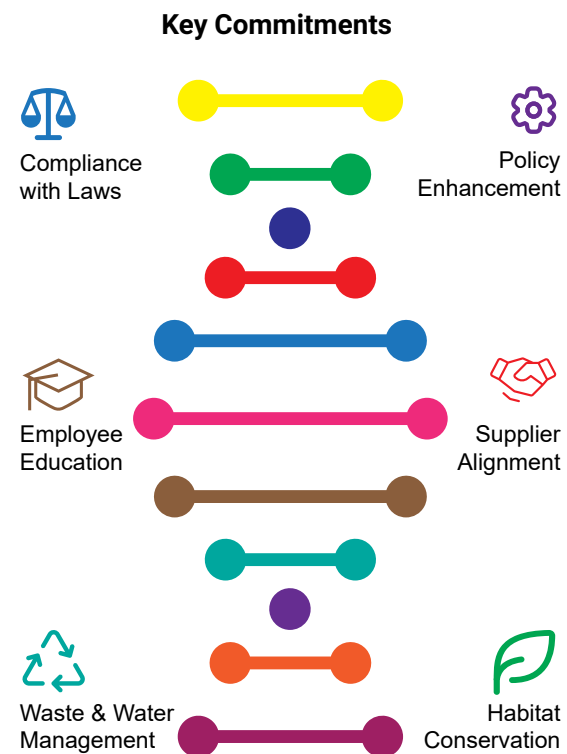 Key Commitments
Compliance
with Laws
Policy
Enhancement
Employee
Education
Supplier
Alignment
Waste & Water
Management
Habitat
Conservation